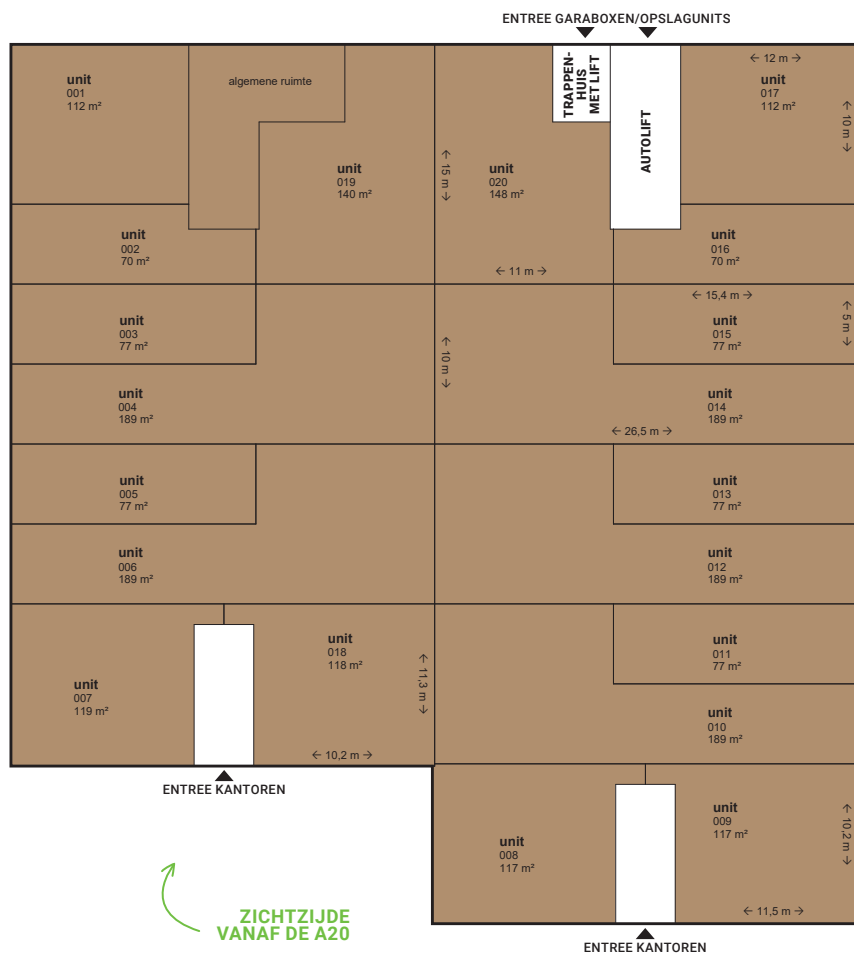 ENTREE GARABOXEN/OPSLAGUNITS
unit
001
112 m²
algemene ruimte
TRAPPEN-
HUIS
MET LIFT
AUTOLIFT
← 12 m →
unit
017
112 m²
← 10 m →
unit
019
140 m²
← 15 m →
unit
020
148 m²
← 11 m →
unit
002
70 m²
unit
016
70 m²
← 15,4 m →
unit
003
77 m²
unit
015
77 m²
← 5 m →
← 10 m →
unit
004
189 m²
unit
014
189 m²
← 26,5 m →
unit
005
77 m²
unit
013
77 m²
unit
006
189 m²
unit
012
189 m²
unit
007
119 m²
unit
018
118 m²
← 11,3 m →
← 10,2 m →
unit
011
77 m²
unit
010
189 m²
ENTREE KANTOREN
unit
008
117 m²
unit
009
117 m²
← 10,2 m →
← 11,5 m →
ZICHTZIJDE
VANAF DE A20
ENTREE KANTOREN